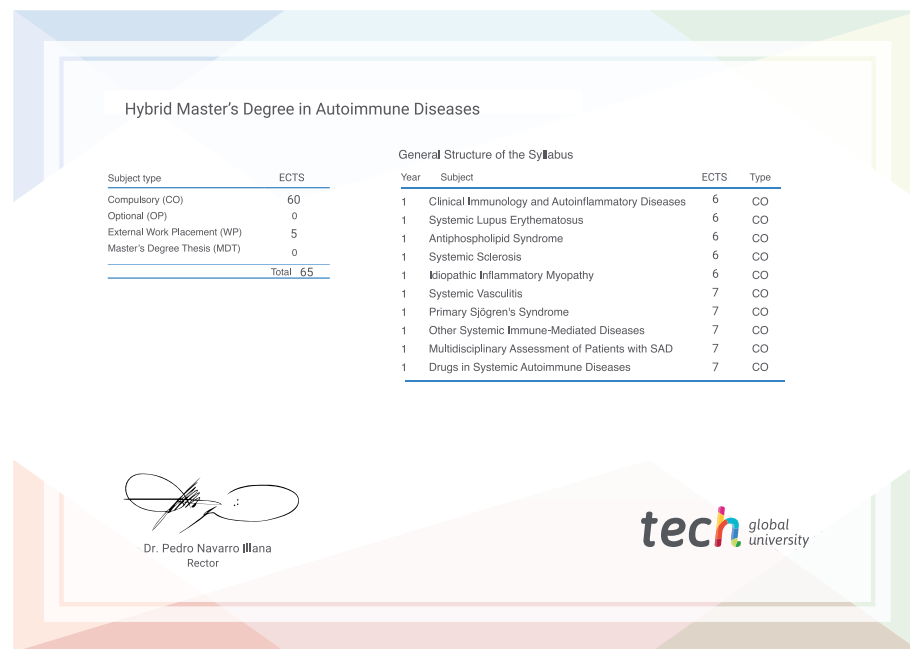 Hybrid Master's Degree in Autoimmune Diseases
Subject type ECTS
Compulsory (CO) 60
Optional (OP) 0
External Work Placement (WP) 5
Master's Degree Thesis (MDT) 0
Total 65
General Structure of the Syllabus
Year Subject ECTS Type
1 Clinical Immunology and Autoinflammatory Diseases 6 CO
1 Systemic Lupus Erythematosus 6 CO
1 Antiphospholipid Syndrome 6 CO
1 Systemic Sclerosis 6 CO
1 Idiopathic Inflammatory Myopathy 6 CO
1 Systemic Vasculitis 7 CO
1 Primary Sjögren's Syndrome 7 CO
1 Other Systemic Immune-Mediated Diseases 7 CO
1 Multidisciplinary Assessment of Patients with SAD 7 CO
1 Drugs in Systemic Autoimmune Diseases 7 CO
Dr. Pedro Navarro Illana
Rector
tech global
university